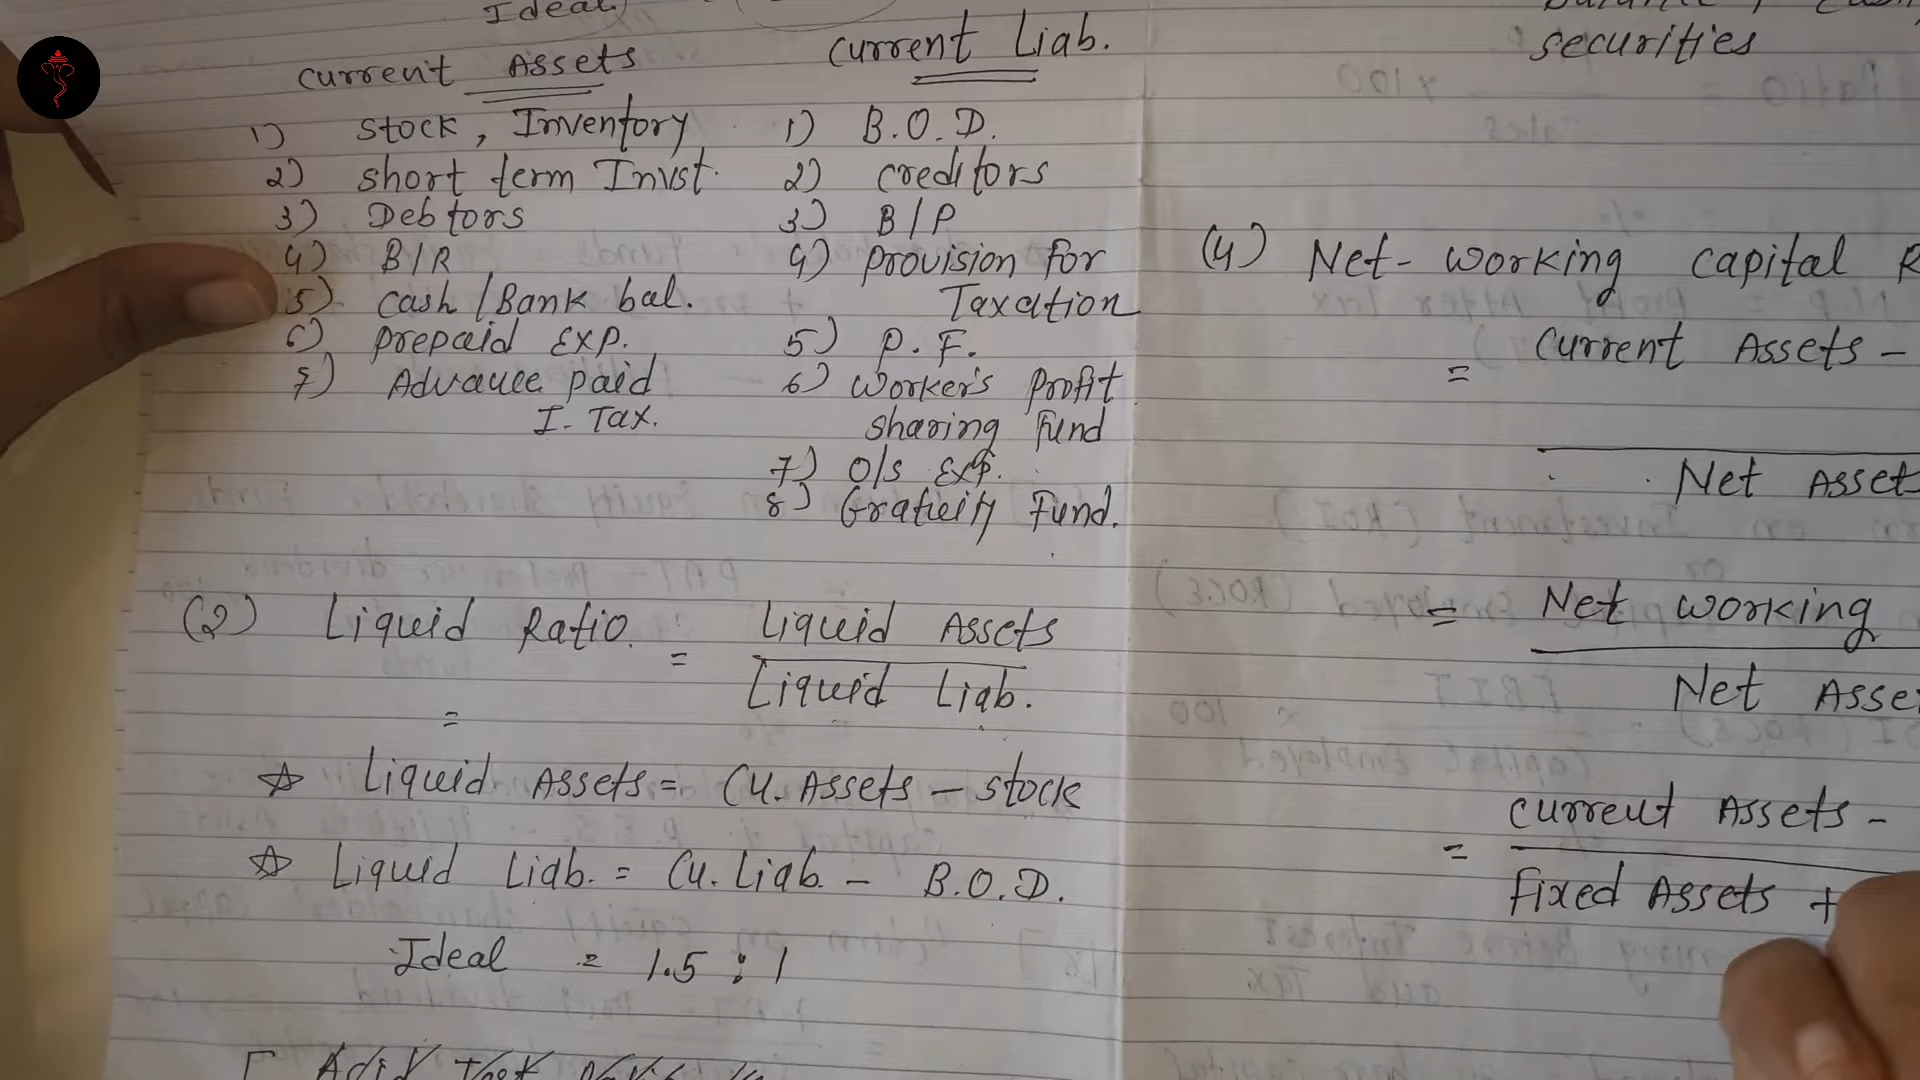 Ideal
Current Assets
1) Stock, Inventory
2) Short term Invst.
3) Debtors
4) B/R
5) Cash/Bank bal.
6) Prepaid Exp.
7) Advance paid
I. Tax.
Current Liab.
1) B.O.D.
2) Creditors
3) B/P
4) Provision for
Taxation
5) P.F.
6) Worker's Profit
Sharing Fund
7) O/s Exp.
8) Gratieity Fund.
(2) Liquid Ratio = Liquid Assets
Liquid Liab.
=
☆ Liquid Assets = Cu. Assets - Stock
☆ Liquid Liab. = Cu. Liab. - B.O.D.
Ideal = 1.5 : 1
securities
(4) Net-working capital
= Current Assets -
Net Asset
= Net working
Net Asse
= Current Assets -
Fixed Assets +